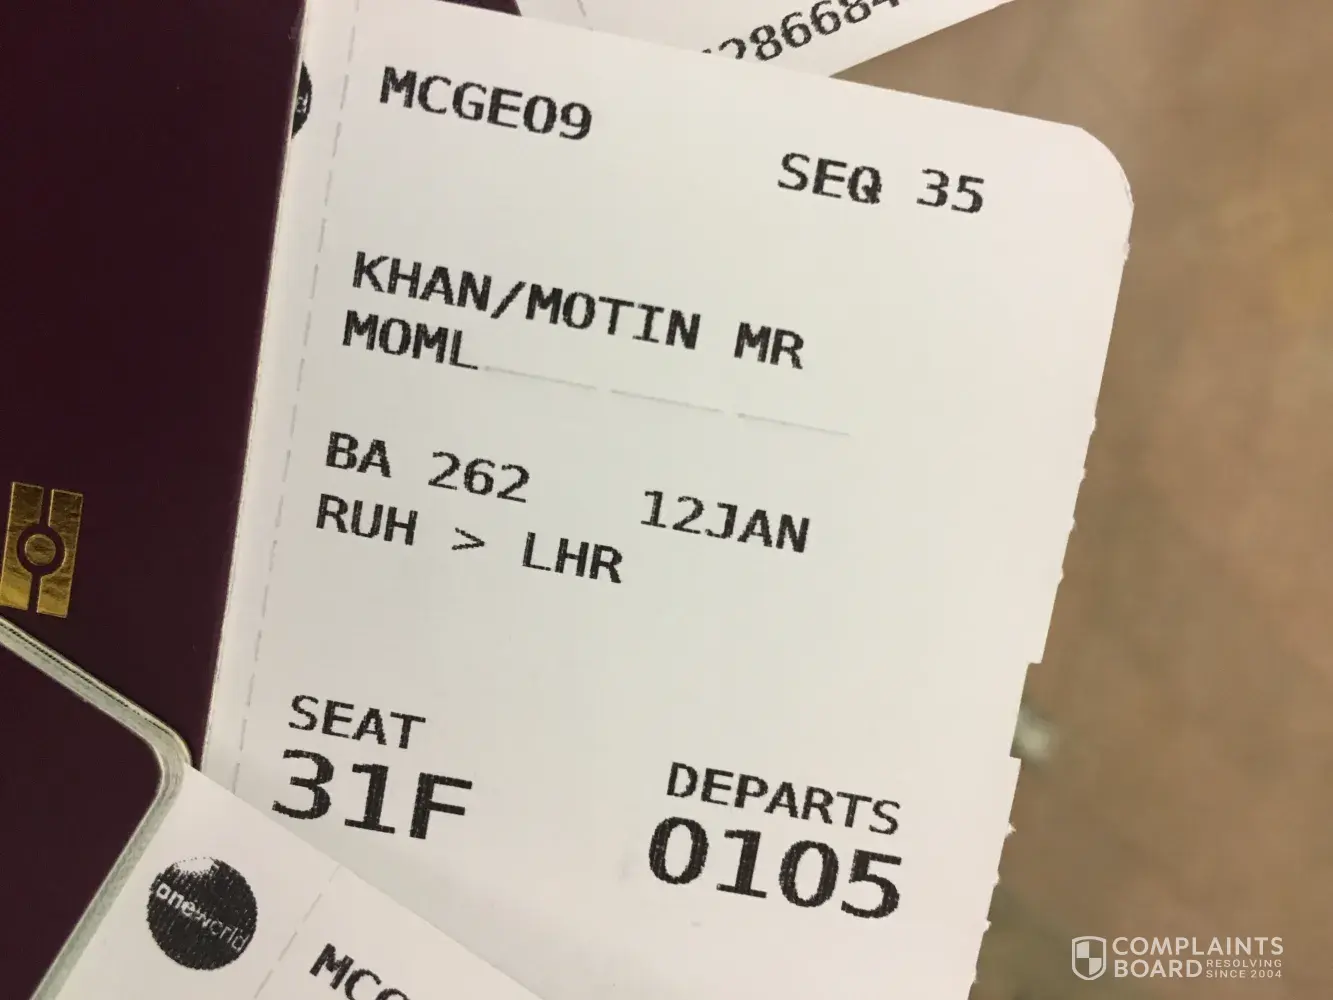 286684
MCGE09
SEQ 35
KHAN/MOTIN MR
MOML
BA 262 12JAN
RUH > LHR
SEAT
31F
DEPARTS
0105
oneworld
COMPLAINTS
BOARD RESOLVING
SINCE 2004